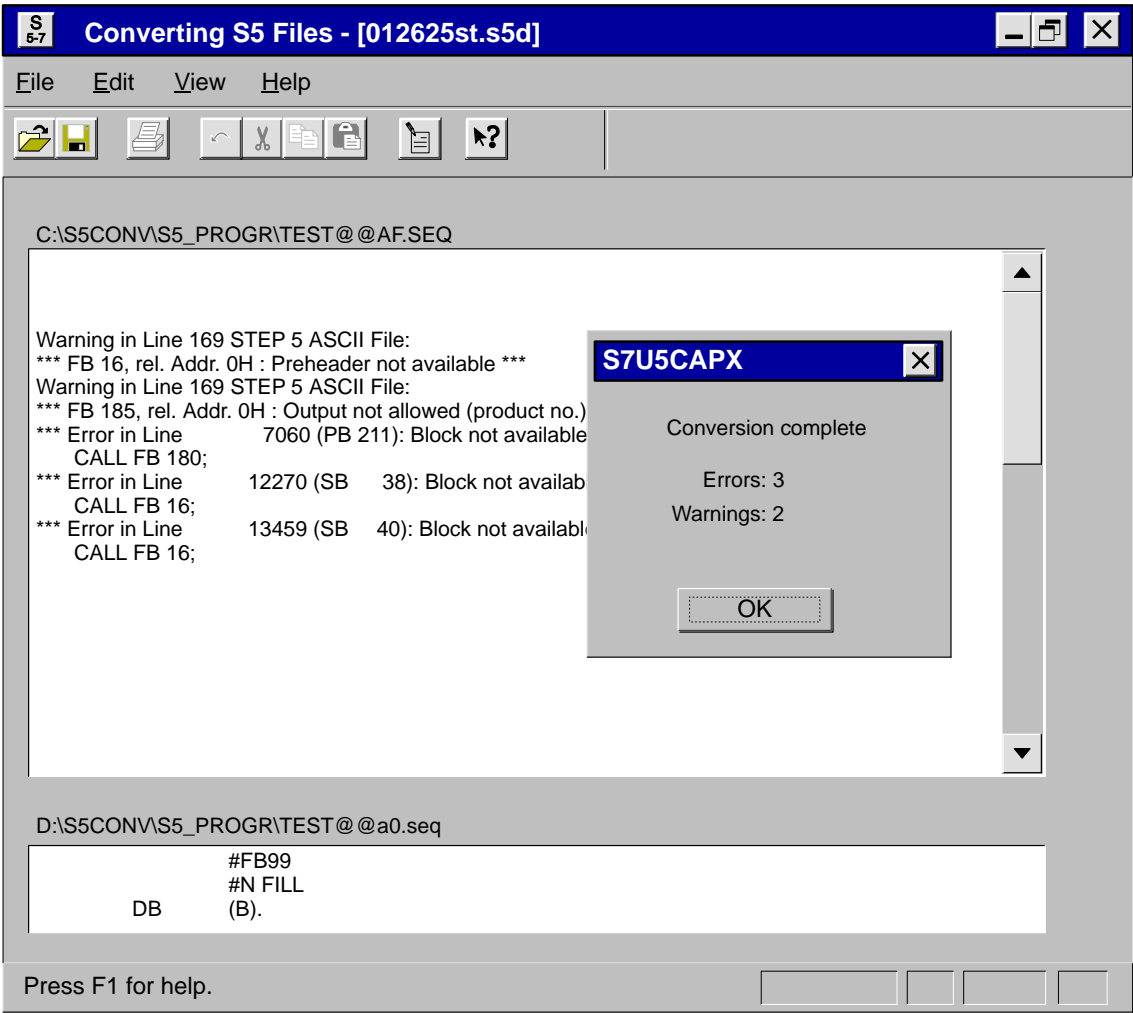 S
5-7
Converting S5 Files - [012625st.s5d]
File Edit View Help
C:\S5CONV\S5_PROGR\TEST@@AF.SEQ
Warning in Line 169 STEP 5 ASCII File:
*** FB 16, rel. Addr. 0H : Preheader not available ***
Warning in Line 169 STEP 5 ASCII File:
*** FB 185, rel. Addr. 0H : Output not allowed (product no.)
*** Error in Line 7060 (PB 211): Block not available
CALL FB 180;
*** Error in Line 12270 (SB 38): Block not availab
CALL FB 16;
*** Error in Line 13459 (SB 40): Block not availabl
CALL FB 16;
S7U5CAPX
Conversion complete
Errors: 3
Warnings: 2
OK
D:\S5CONV\S5_PROGR\TEST@@a0.seq
#FB99
#N FILL
DB (B).
Press F1 for help.